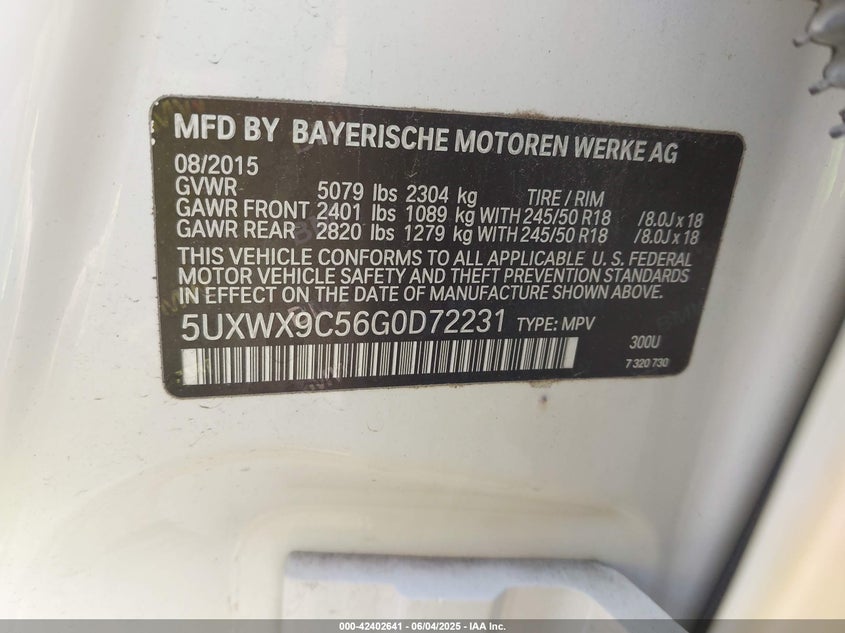 MFD BY BAYERISCHE MOTOREN WERKE AG
08/2015
GVWR 5079 lbs 2304 kg TIRE / RIM
GAWR FRONT 2401 lbs 1089 kg WITH 245/50 R18 /8.0J x 18
GAWR REAR 2820 lbs 1279 kg WITH 245/50 R18 /8.0J x 18
THIS VEHICLE CONFORMS TO ALL APPLICABLE U. S. FEDERAL
MOTOR VEHICLE SAFETY AND THEFT PREVENTION STANDARDS
IN EFFECT ON THE DATE OF MANUFACTURE SHOWN ABOVE.
5UXWX9C56G0D72231 TYPE: MPV
300U
7 320 730
000-42402641 - 06/04/2025 - IAA Inc.